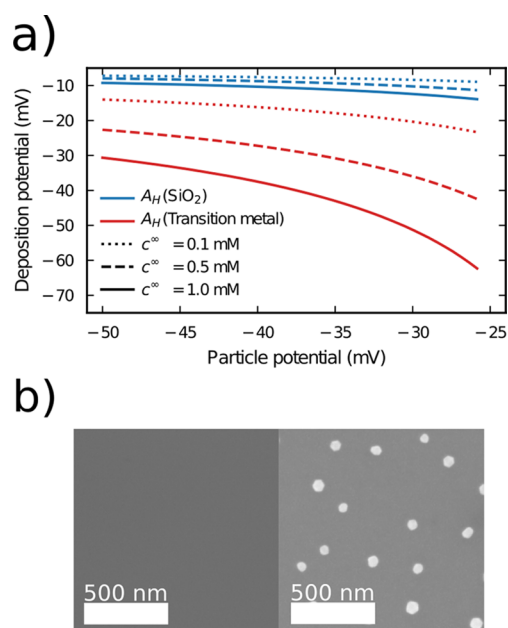 a)
Deposition potential (mV)
−10
−20
−30
−40
−50
−60
−70
A_H(SiO₂)
A_H(Transition metal)
c^∞ = 0.1 mM
c^∞ = 0.5 mM
c^∞ = 1.0 mM
−50 −45 −40 −35 −30 −25
Particle potential (mV)
b)
500 nm
500 nm